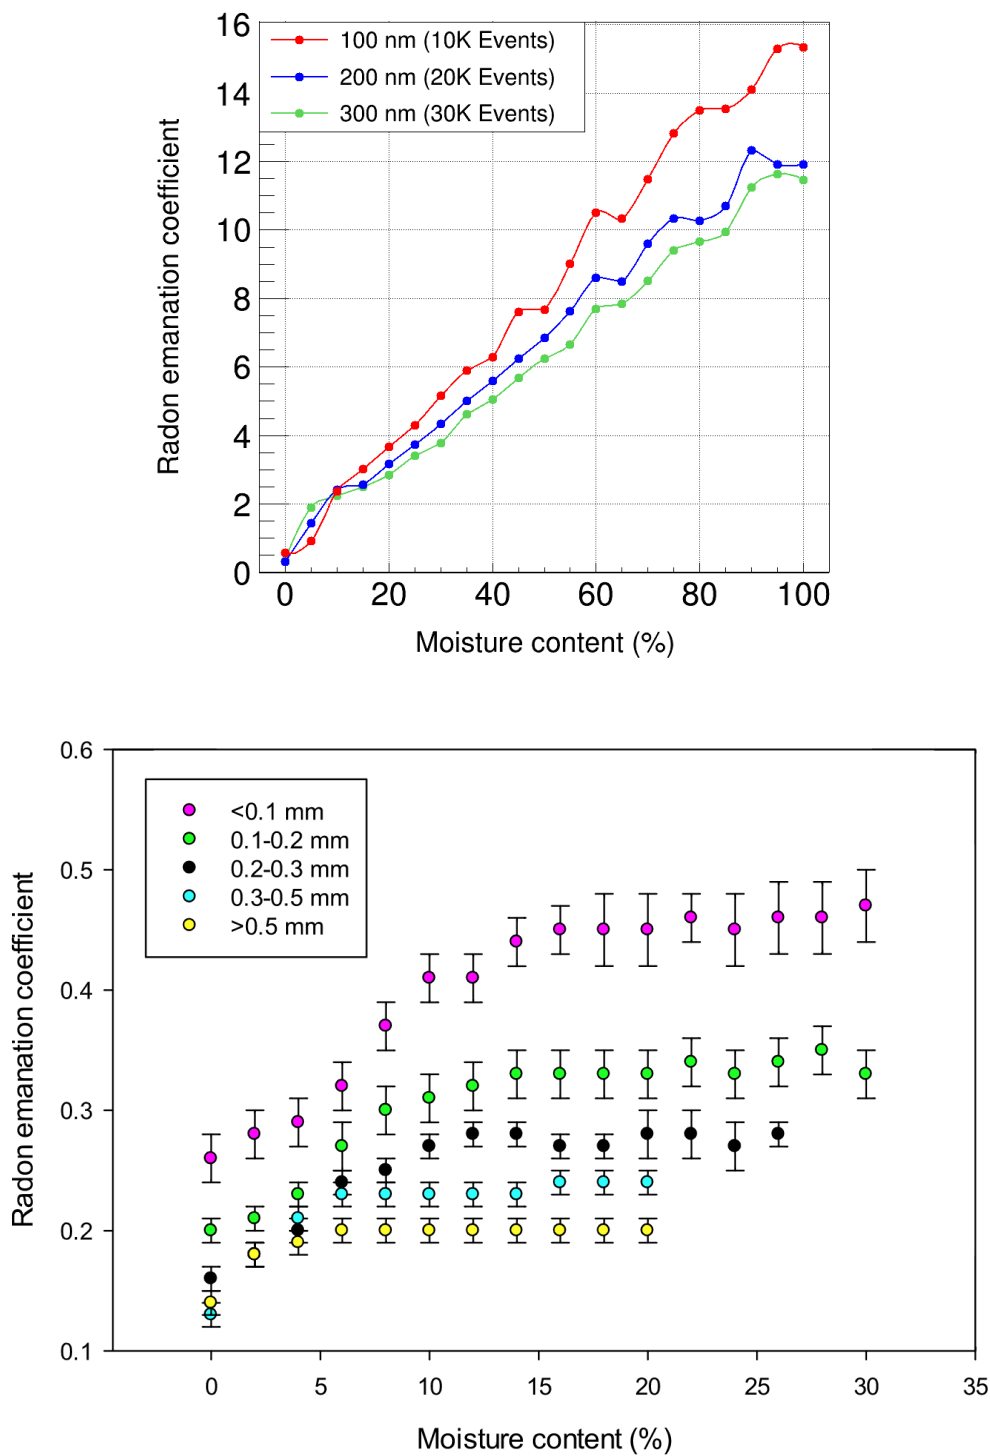 16
14
12
10
8
6
4
2
0
Radon emanation coefficient
100 nm (10K Events)
200 nm (20K Events)
300 nm (30K Events)
0 20 40 60 80 100
Moisture content (%)
0.6
0.5
0.4
0.3
0.2
0.1
Radon emanation coefficient
<0.1 mm
0.1-0.2 mm
0.2-0.3 mm
0.3-0.5 mm
>0.5 mm
0 5 10 15 20 25 30 35
Moisture content (%)